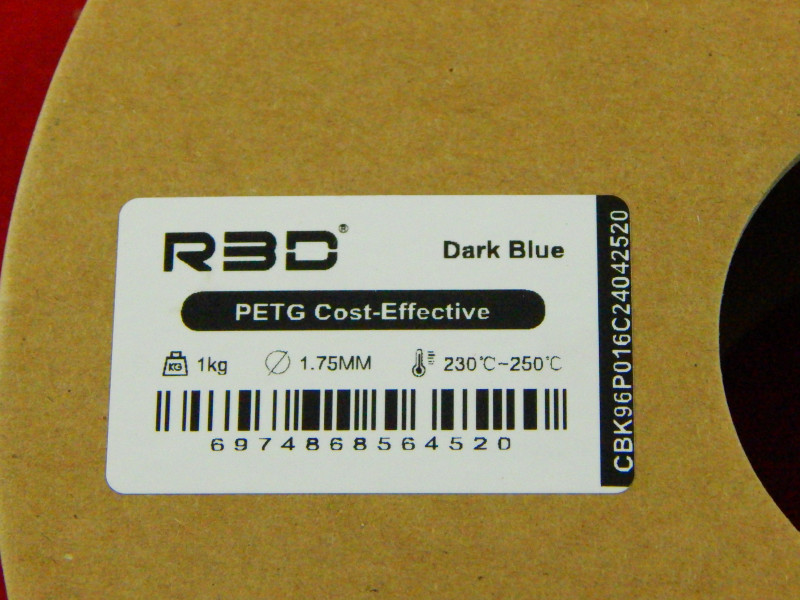 R3D®
Dark Blue
PETG Cost-Effective
KG 1kg
1.75MM
230℃~250℃
6974868564520
CBK96P016C24042520